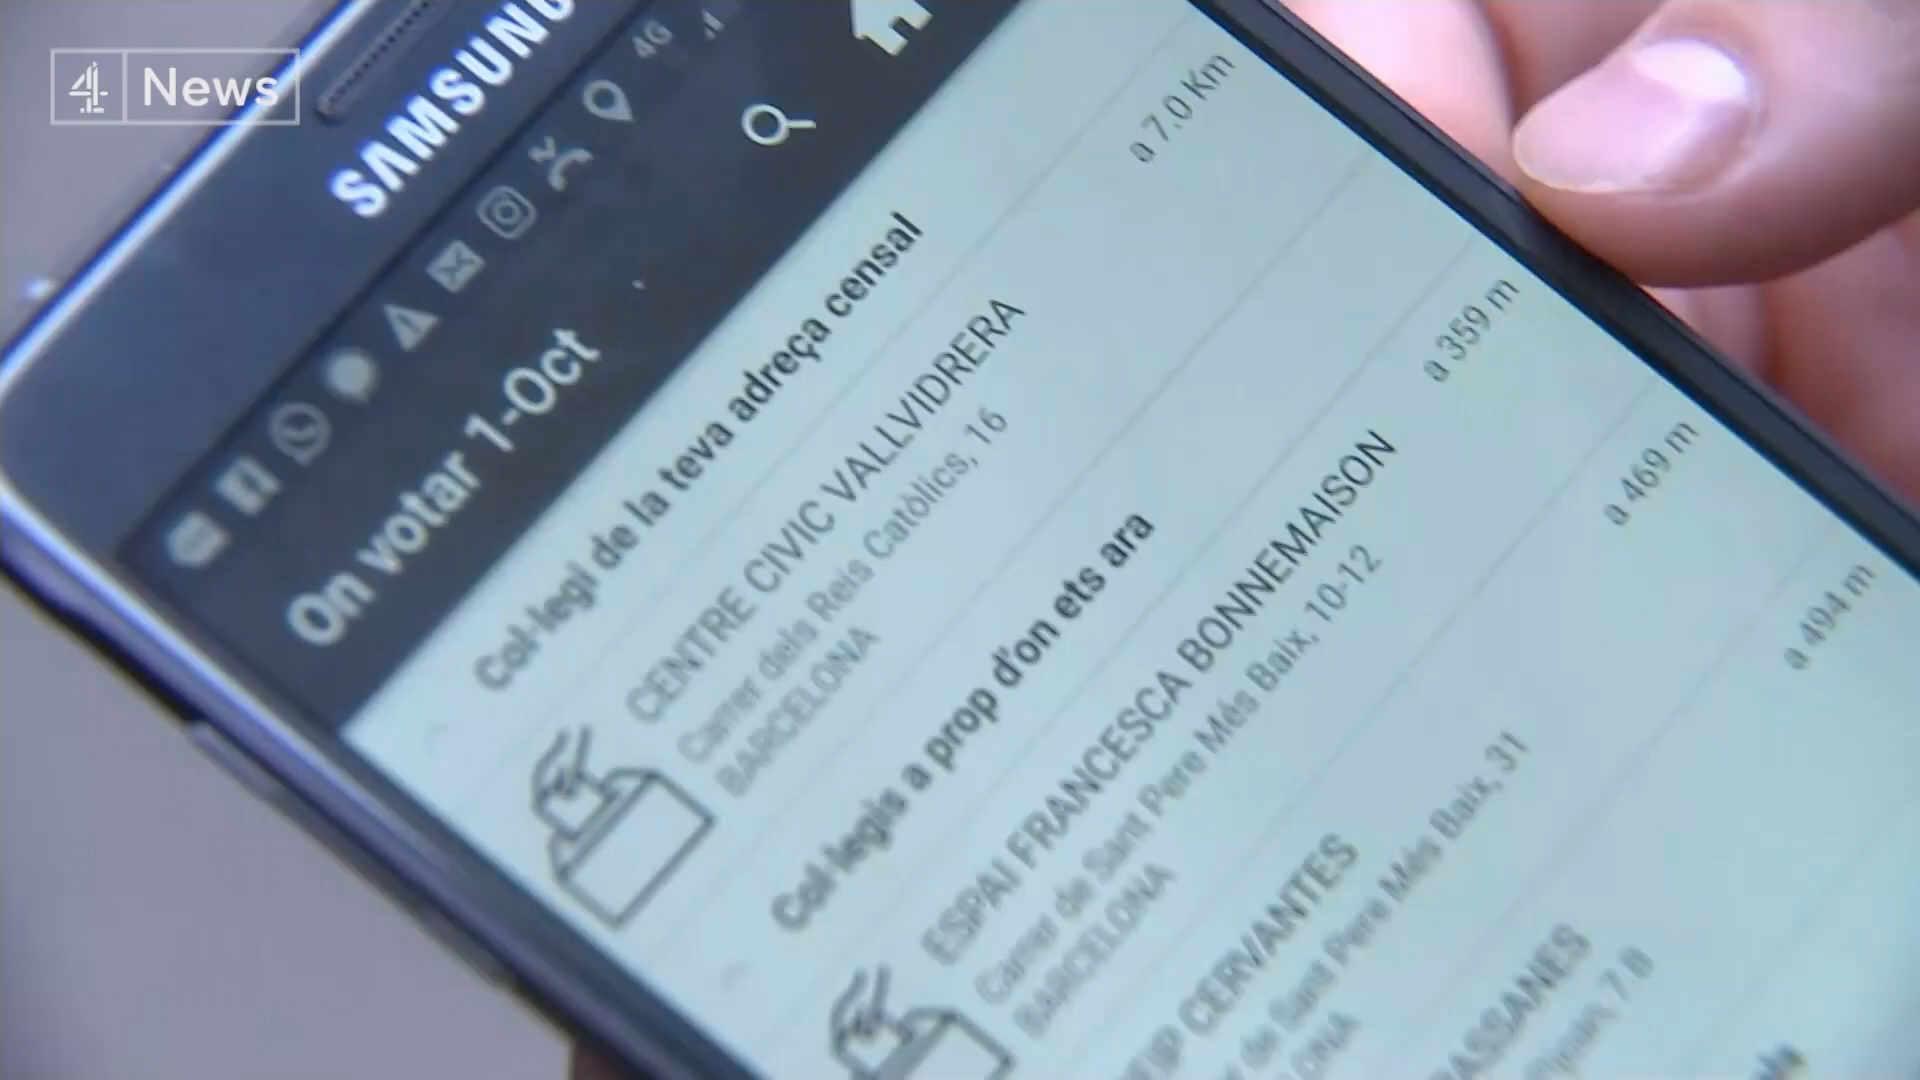 4 News
SAMSUNG
4G
On votar 1-Oct
Col·legi de la teva adreça censal
a 7.0 Km
CENTRE CIVIC VALLVIDRERA
Carrer dels Reis Catòlics, 16
BARCELONA
Col·legis a prop d'on ets ara
a 359 m
ESPAI FRANCESCA BONNEMAISON
Carrer de Sant Pere Més Baix, 10-12
BARCELONA
a 469 m
CERVANTES
de Sant Pere Més Baix, 31
a 494 m